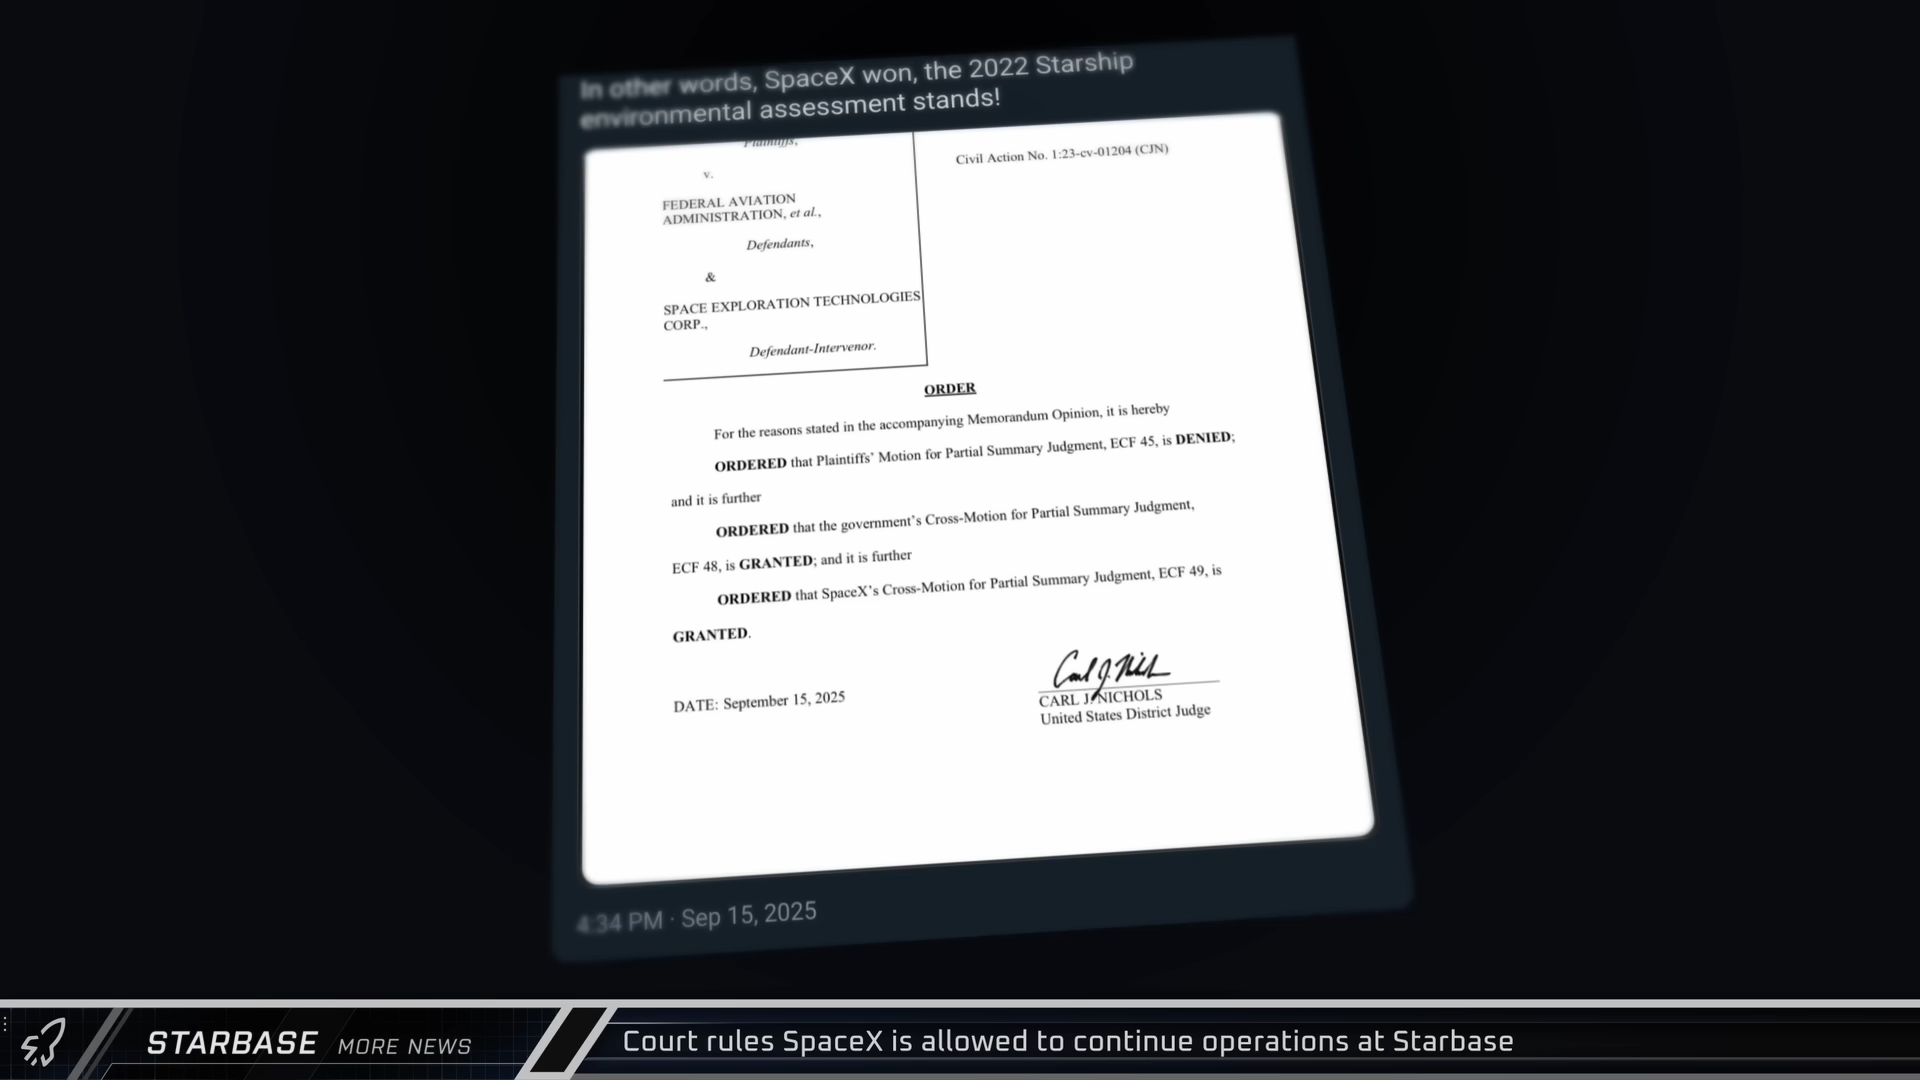 In other words, SpaceX won, the 2022 Starship
environmental assessment stands!
Plaintiffs,
v.
Civil Action No. 1:23-cv-01204 (CJN)
FEDERAL AVIATION
ADMINISTRATION, et al.,
Defendants,
&
SPACE EXPLORATION TECHNOLOGIES
CORP.,
Defendant-Intervenor.
ORDER
For the reasons stated in the accompanying Memorandum Opinion, it is hereby
ORDERED that Plaintiffs’ Motion for Partial Summary Judgment, ECF 45, is DENIED;
and it is further
ORDERED that the government’s Cross-Motion for Partial Summary Judgment,
ECF 48, is GRANTED; and it is further
ORDERED that SpaceX’s Cross-Motion for Partial Summary Judgment, ECF 49, is
GRANTED.
DATE: September 15, 2025
Carl J. Nichols
CARL J. NICHOLS
United States District Judge
4:34 PM · Sep 15, 2025
STARBASE MORE NEWS
Court rules SpaceX is allowed to continue operations at Starbase